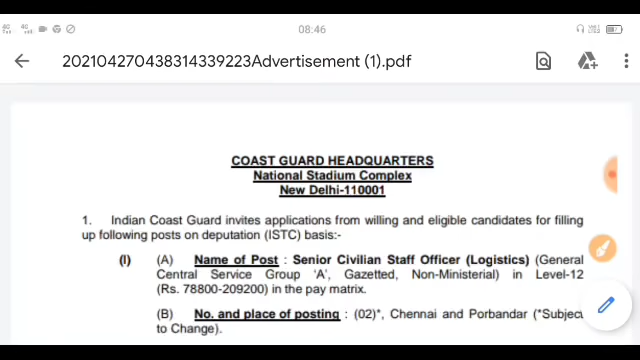 08:46
20210427043831433​9223Advertisement (1).pdf
COAST GUARD HEADQUARTERS
National Stadium Complex
New Delhi-110001
1. Indian Coast Guard invites applications from willing and eligible candidates for filling
up following posts on deputation (ISTC) basis:-
(I) (A) Name of Post : Senior Civilian Staff Officer (Logistics) (General
Central Service Group 'A', Gazetted, Non-Ministerial) in Level-12
(Rs. 78800-209200) in the pay matrix.
(B) No. and place of posting : (02)*, Chennai and Porbandar (*Subject
to Change).